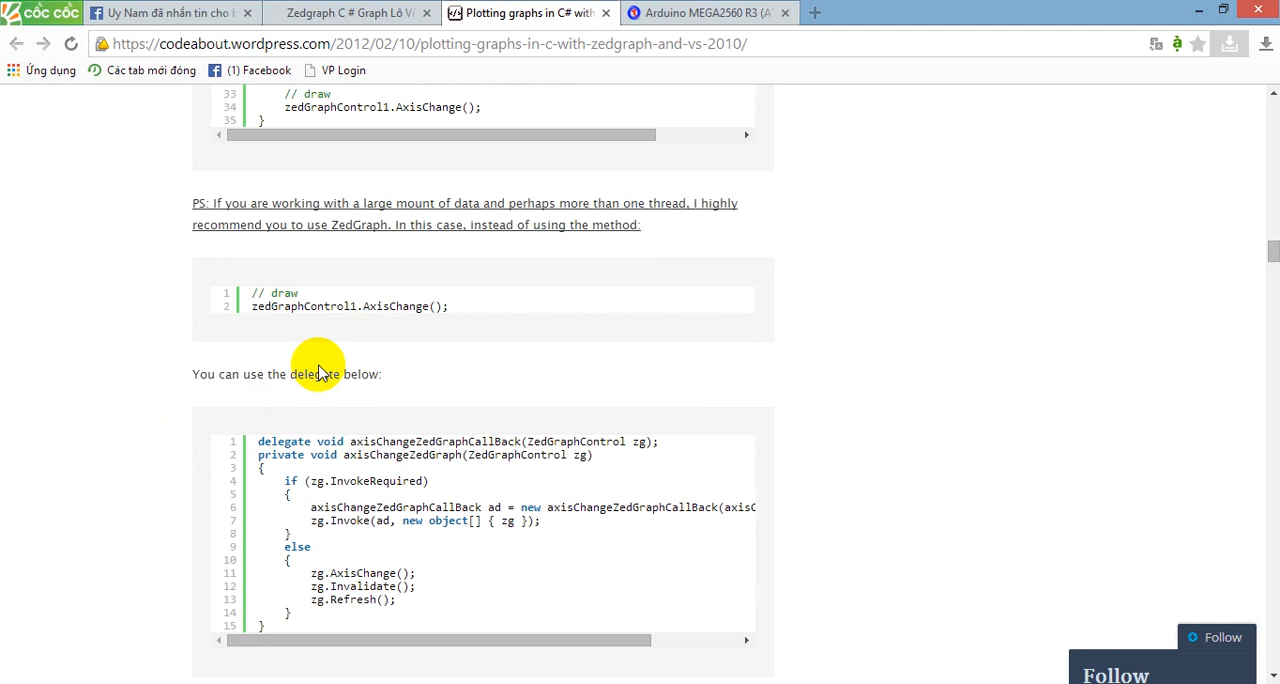 cốc cốc
Uy Nam đã nhắn tin cho b
Zedgraph C # Graph Lô Ví
Plotting graphs in C# with
Arduino MEGA2560 R3 (AT
https://codeabout.wordpress.com/2012/02/10/plotting-graphs-in-c-with-zedgraph-and-vs-2010/
Ứng dụng
Các tab mới đóng
(1) Facebook
VP Login
33 // draw
34 zedGraphControl1.AxisChange();
35 }
PS: If you are working with a large mount of data and perhaps more than one thread, I highly
recommend you to use ZedGraph. In this case, instead of using the method:
1 // draw
2 zedGraphControl1.AxisChange();
You can use the delegate below:
1 delegate void axisChangeZedGraphCallBack(ZedGraphControl zg);
2 private void axisChangeZedGraph(ZedGraphControl zg)
3 {
4 if (zg.InvokeRequired)
5 {
6 axisChangeZedGraphCallBack ad = new axisChangeZedGraphCallBack(axisC
7 zg.Invoke(ad, new object[] { zg });
8 }
9 else
10 {
11 zg.AxisChange();
12 zg.Invalidate();
13 zg.Refresh();
14 }
15 }
Follow
Follow